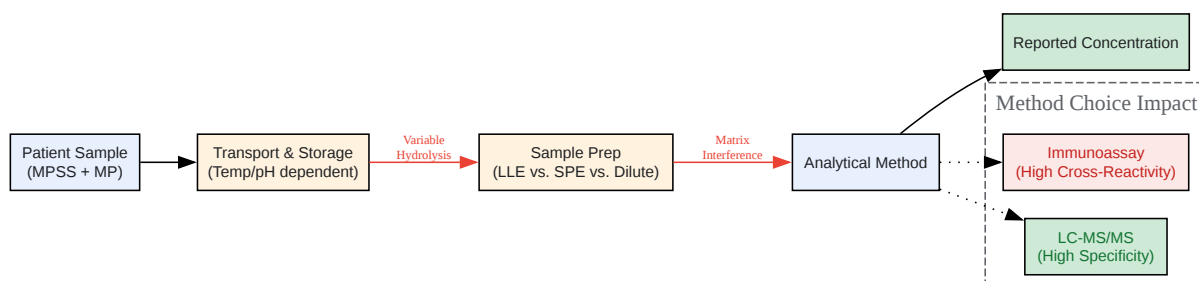 Patient Sample
(MPSS + MP)
Transport & Storage
(Temp/pH dependent)
Variable
Hydrolysis
Sample Prep
(LLE vs. SPE vs. Dilute)
Matrix
Interference
Analytical Method
Reported Concentration
Method Choice Impact
Immunoassay
(High Cross-Reactivity)
LC-MS/MS
(High Specificity)